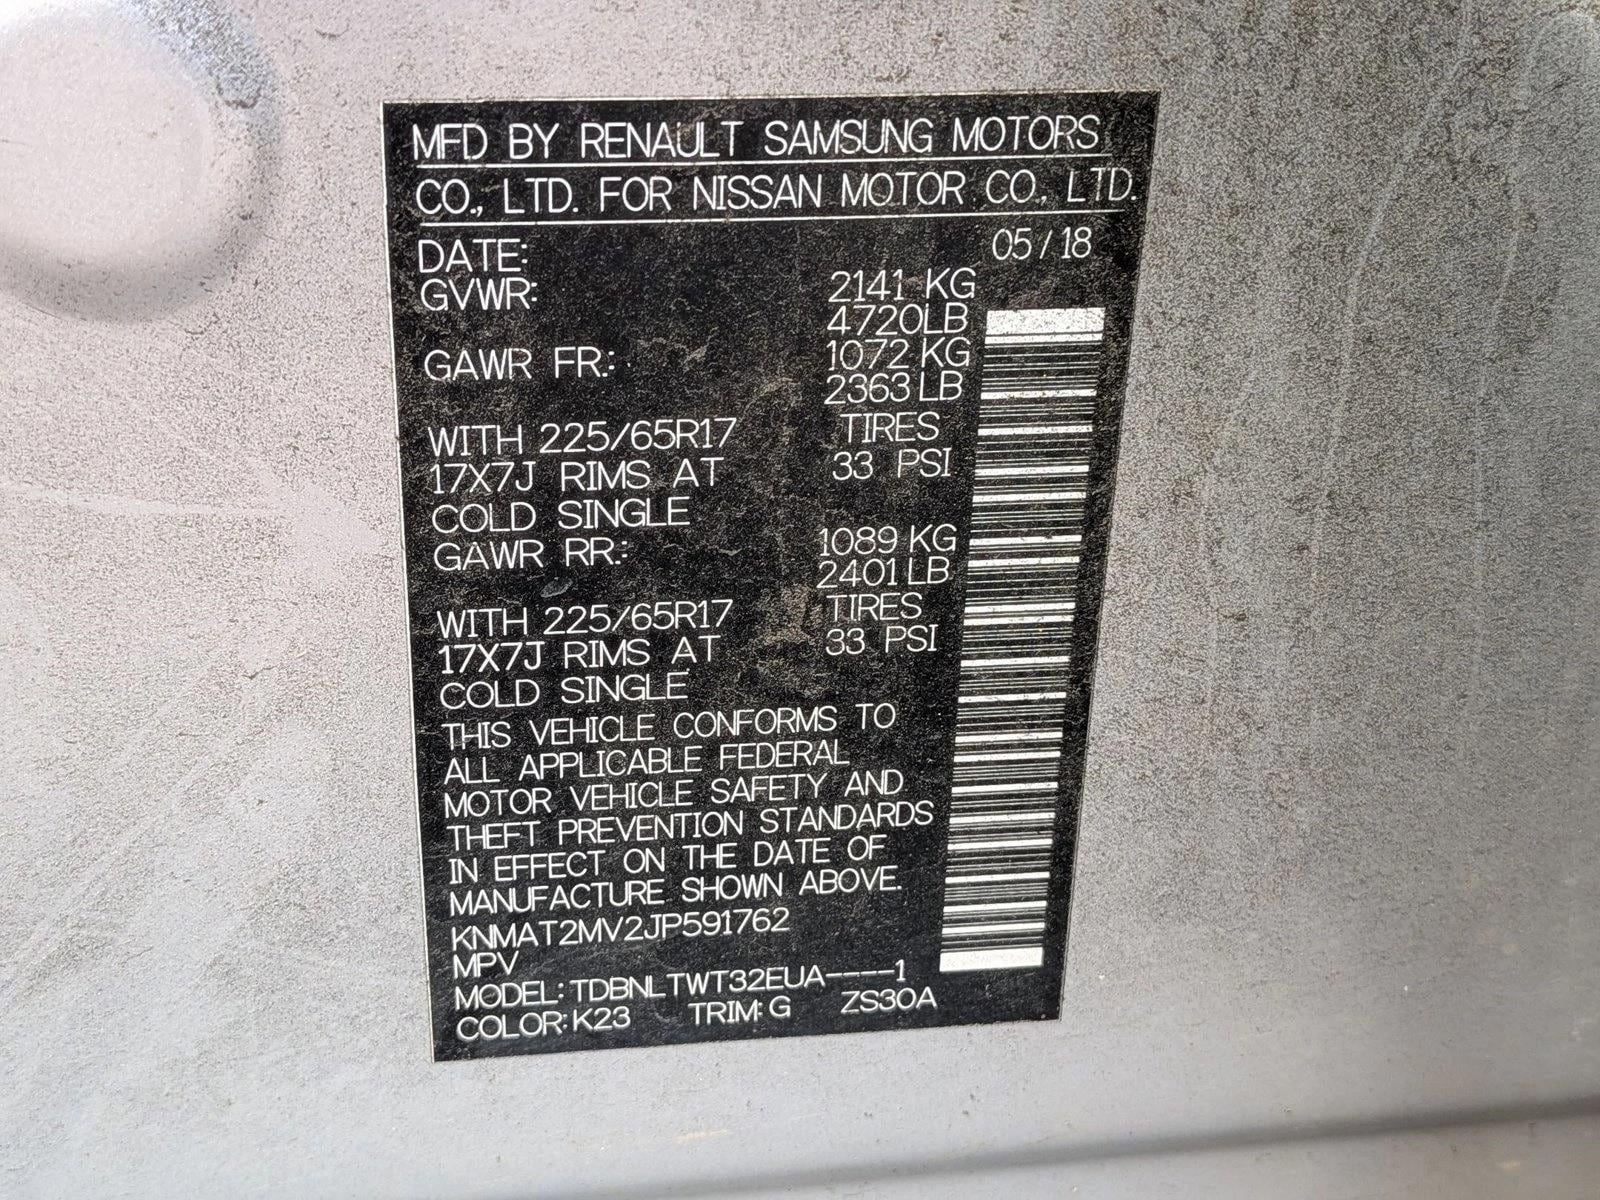 MFD BY RENAULT SAMSUNG MOTORS
CO., LTD. FOR NISSAN MOTOR CO., LTD.
DATE: 05/18
GVWR: 2141 KG
4720LB
GAWR FR.: 1072 KG
2363 LB
WITH 225/65R17 TIRES
17X7J RIMS AT 33 PSI
COLD SINGLE
GAWR RR.: 1089 KG
2401 LB
WITH 225/65R17 TIRES
17X7J RIMS AT 33 PSI
COLD SINGLE
THIS VEHICLE CONFORMS TO
ALL APPLICABLE FEDERAL
MOTOR VEHICLE SAFETY AND
THEFT PREVENTION STANDARDS
IN EFFECT ON THE DATE OF
MANUFACTURE SHOWN ABOVE.
KNMAT2MV2JP591762
MPV
MODEL: TDBNLTWT32EUA----1
COLOR: K23 TRIM: G ZS30A